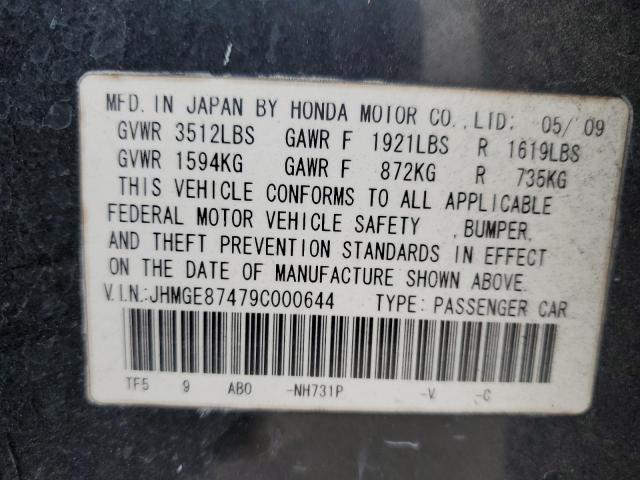 MFD. IN JAPAN BY HONDA MOTOR CO., LTD: 05/ 09
GVWR 3512LBS GAWR F 1921LBS R 1619LBS
GVWR 1594KG GAWR F 872KG R 735KG
THIS VEHICLE CONFORMS TO ALL APPLICABLE
FEDERAL MOTOR VEHICLE SAFETY , BUMPER,
AND THEFT PREVENTION STANDARDS IN EFFECT
ON THE DATE OF MANUFACTURE SHOWN ABOVE.
V.I.N.:JHMGE87479C000644 TYPE: PASSENGER CAR
TF5 9 AB0 -NH731P -V -C